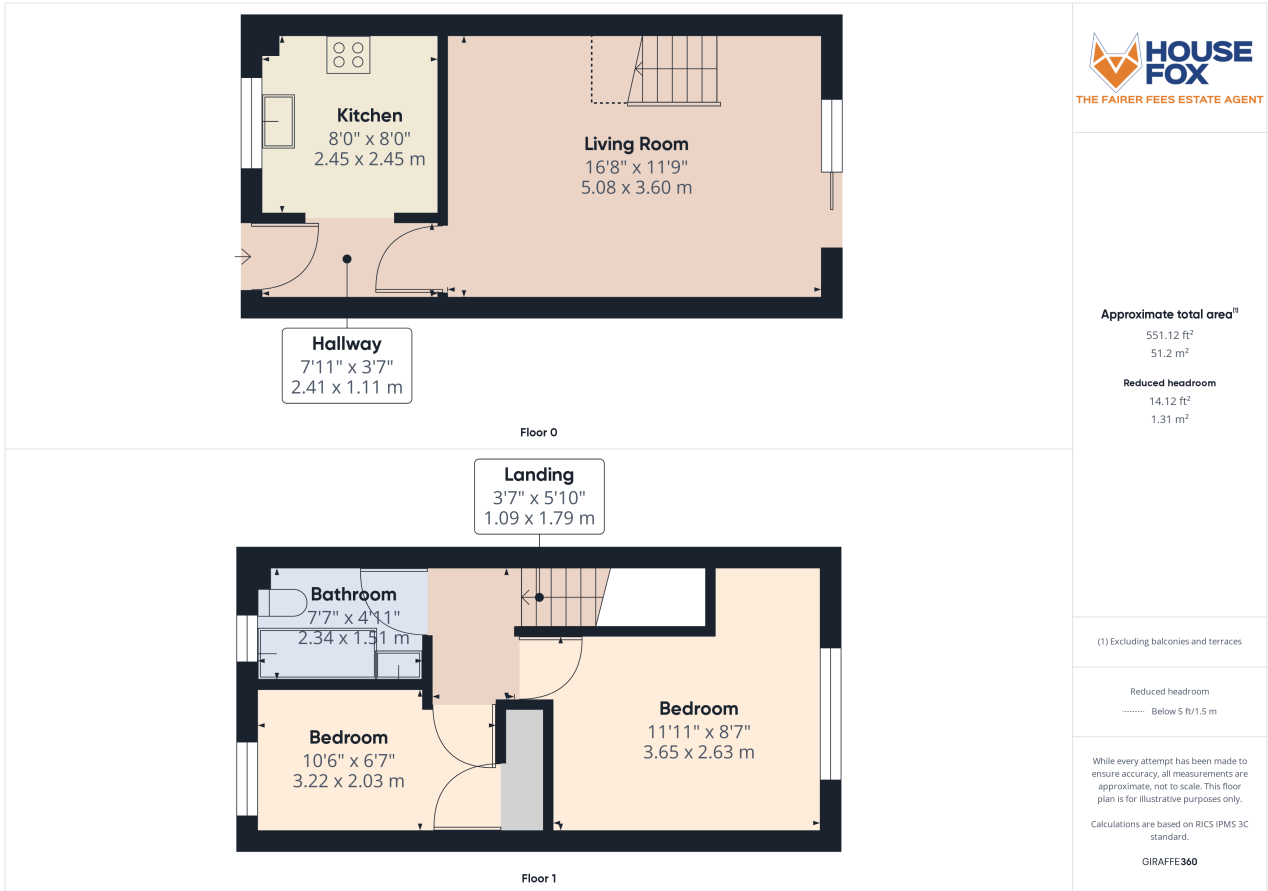 Kitchen
8'0" x 8'0"
2.45 x 2.45 m
Living Room
16'8" x 11'9"
5.08 x 3.60 m
Hallway
7'11" x 3'7"
2.41 x 1.11 m
Floor 0
Landing
3'7" x 5'10"
1.09 x 1.79 m
Bathroom
7'7" x 4'11"
2.34 x 1.51 m
Bedroom
10'6" x 6'7"
3.22 x 2.03 m
Bedroom
11'11" x 8'7"
3.65 x 2.63 m
Floor 1
HOUSE
FOX
THE FAIRER FEES ESTATE AGENT
Approximate total area⁽¹⁾
551.12 ft²
51.2 m²
Reduced headroom
14.12 ft²
1.31 m²
(1) Excluding balconies and terraces
Reduced headroom
Below 5 ft/1.5 m
While every attempt has been made to
ensure accuracy, all measurements are
approximate, not to scale. This floor
plan is for illustrative purposes only.
Calculations are based on RICS IPMS 3C
standard.
GIRAFFE360